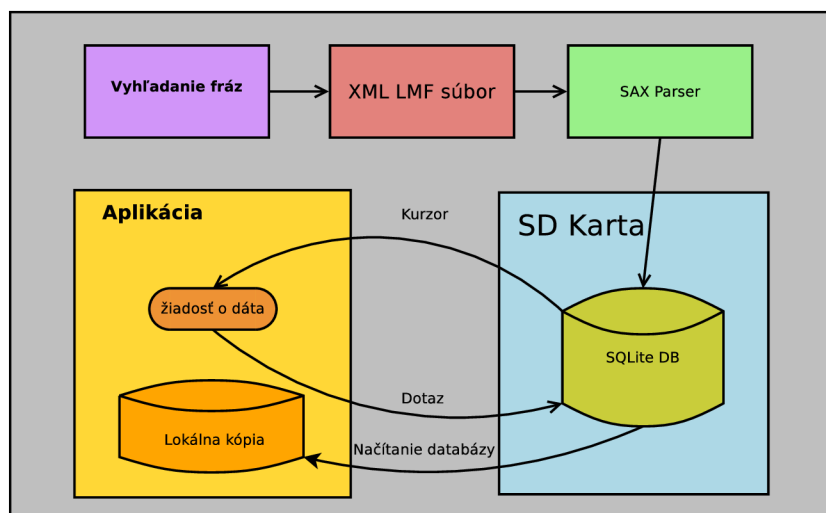 Vyhľadanie fráz
XML LMF súbor
SAX Parser
Aplikácia
Kurzor
SD Karta
žiadosť o dáta
SQLite DB
Dotaz
Lokálna kópia
Načítanie databázy